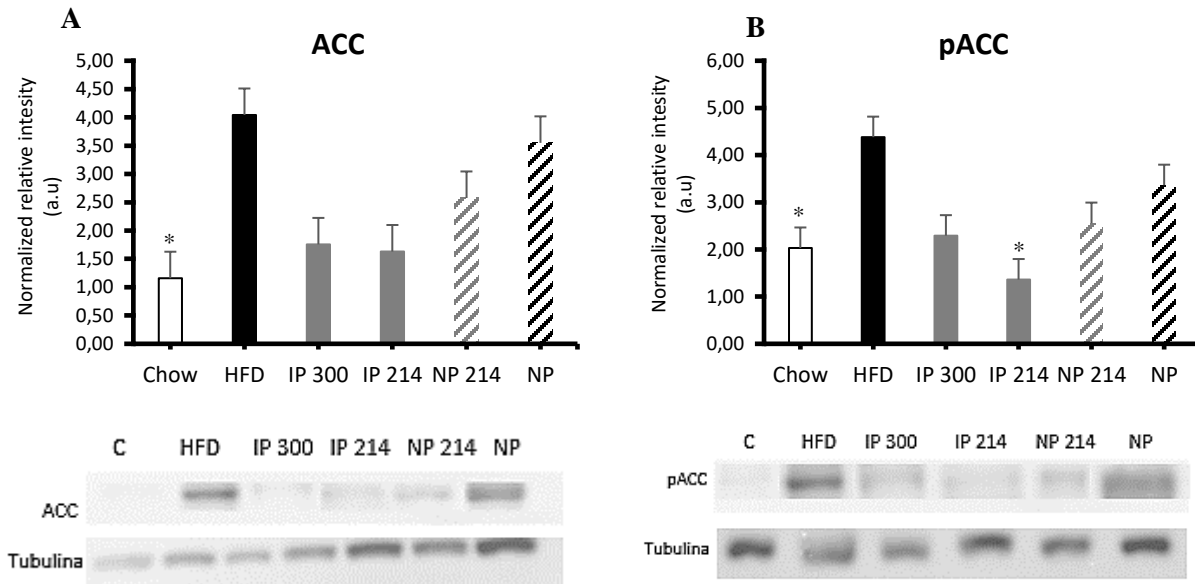 A
ACC
Normalized relative intesity
(a.u)
5,00
4,50
4,00
3,50
3,00
2,50
2,00
1,50
1,00
0,50
0,00
*
Chow HFD IP 300 IP 214 NP 214 NP
C HFD IP 300 IP 214 NP 214 NP
ACC
Tubulina
B
pACC
Normalized relative intesity
(a.u)
6,00
5,00
4,00
3,00
2,00
1,00
0,00
*
*
Chow HFD IP 300 IP 214 NP 214 NP
C HFD IP 300 IP 214 NP 214 NP
pACC
Tubulina